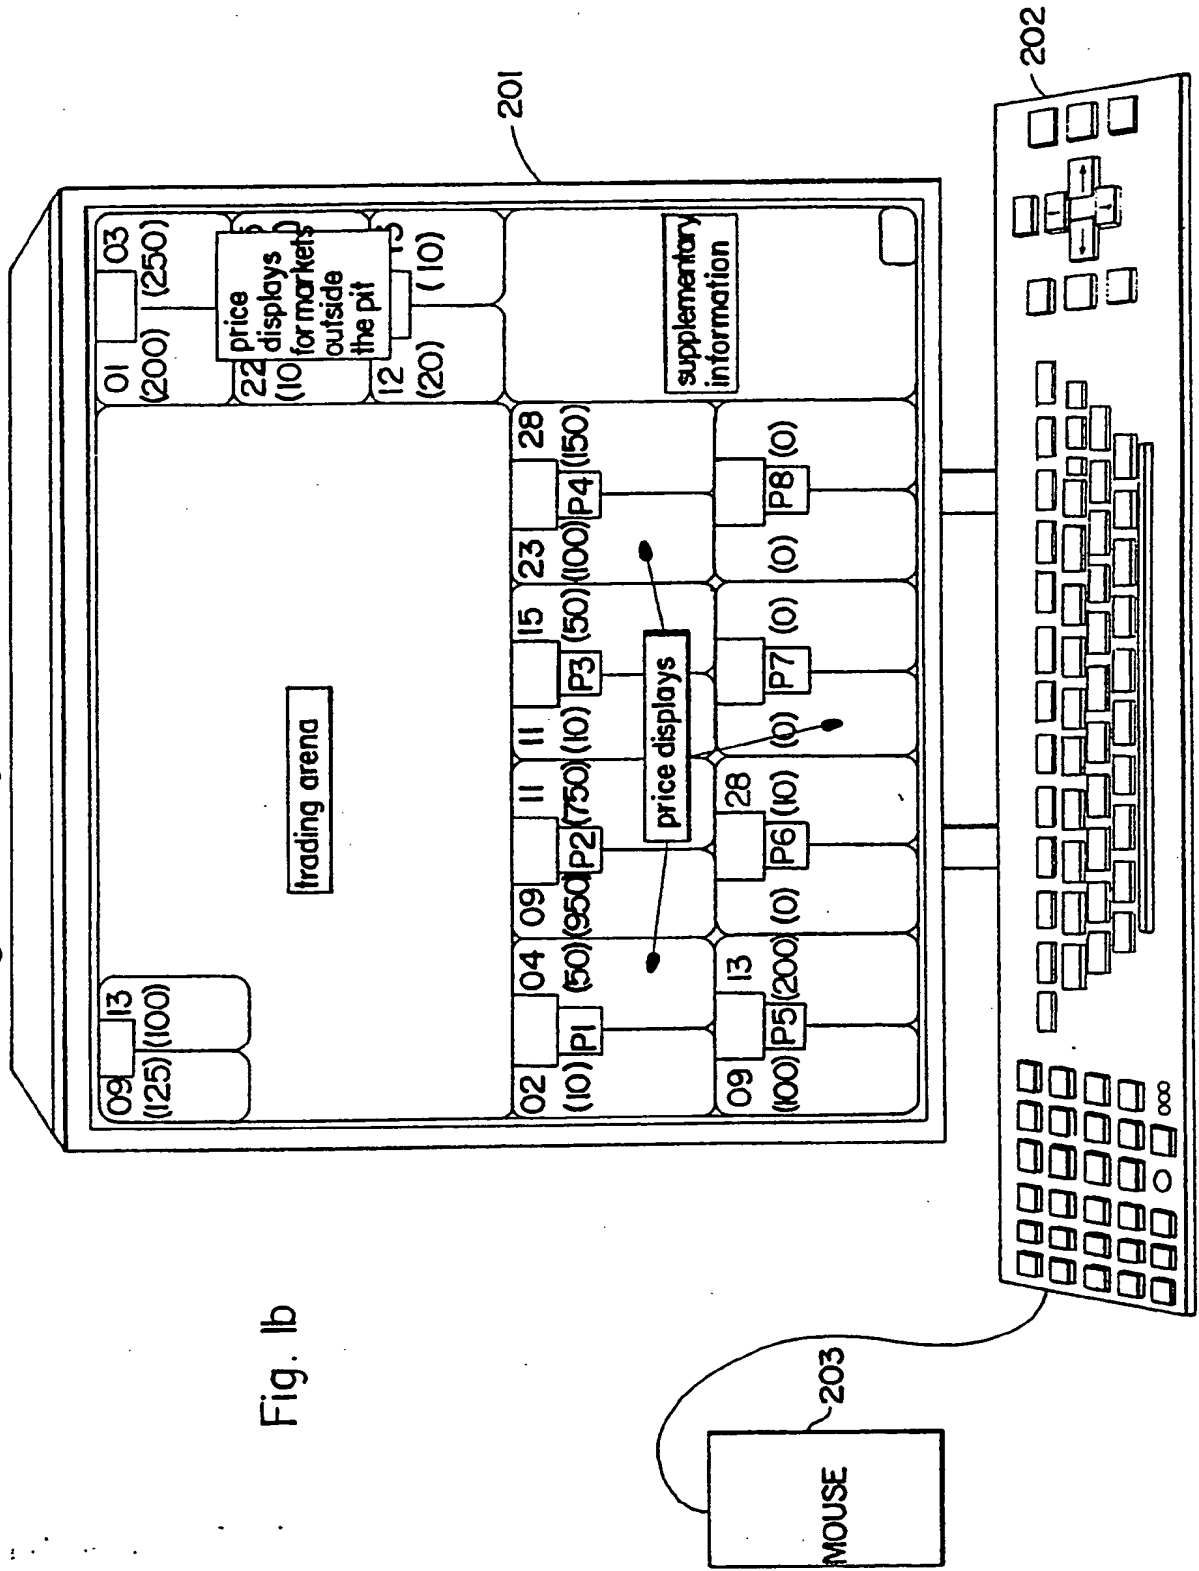 Fig. 1b
201
202
203
MOUSE
09 13
(125) (100)
trading arena
01 03
(200) (250)
22
(10
12
(20) (10)
price
displays
for markets
outside
the pit
supplementary
information
02 04
(10) P1 (50)
09 11
(950) P2 (750)
11 15
(10) P3 (50)
23 28
(100) P4 (150)
price displays
09 13
(100) P5 (200)
28
(0) P6 (10)
(0) P7 (0)
(0) P8 (0)